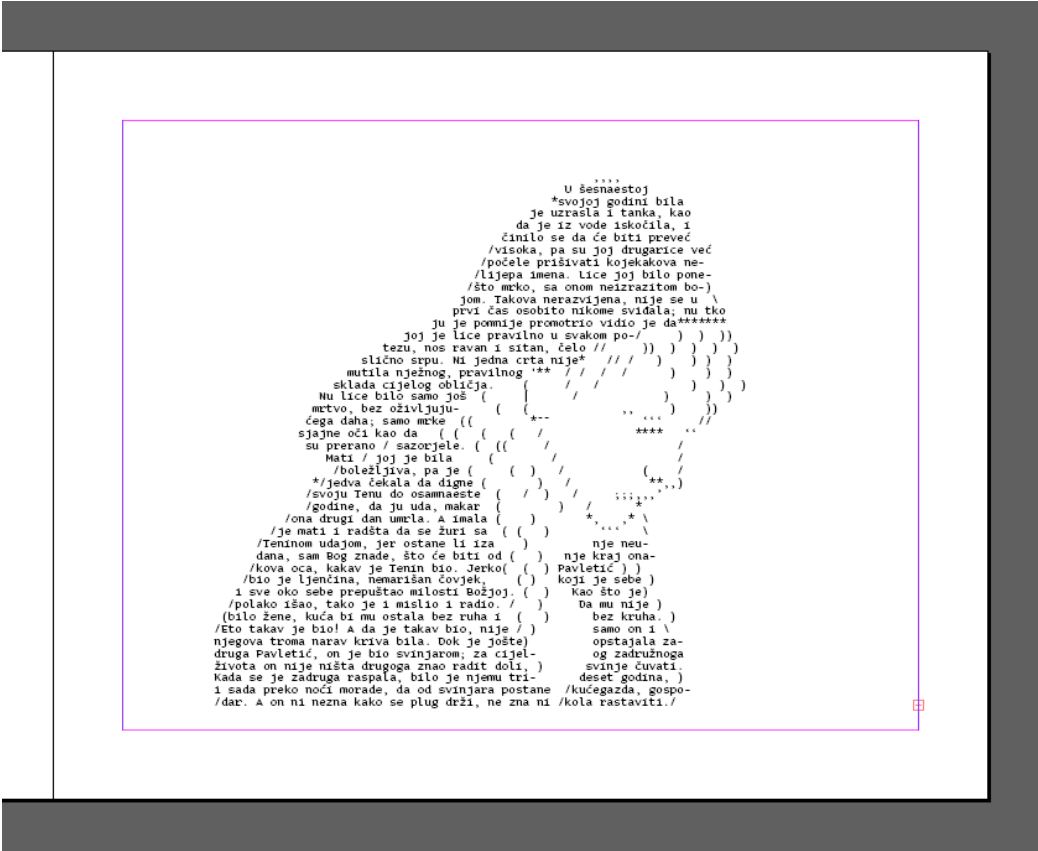 ,,,,
U šesnaestoj
*svojoj godini bila
je uzrasla i tanka, kao
da je iz vode iskočila, i
činilo se da će biti preveć
/visoka, pa su joj drugarice već
/počele prišivati kojekakova ne-
/lijepa imena. Lice joj bilo pone-
/što mrko, sa onom neizrazitom bo-)
jom. Takova nerazvijena, nije se u \
prvi čas osobito nikome sviđala; nu tko
ju je pomnije promotrio vidio je da*******
joj je lice pravilno u svakom po-/ ) ) ))
tezu, nos ravan i sitan, čelo // )) ) ) ) )
slično srpu. Ni jedna crta nije* // / ) ) ) )
mutila nježnog, pravilnog '** / / / / ) ) )
sklada cijelog obličja. ( / / ) ) )
Nu lice bilo samo još ( | / ) ) )
mrtvo, bez oživljuju- ( ( ,, ) ))
ćega daha; samo mrke (( *-- ‘‘‘ //
sjajne oči kao da ( ( ( ( / **** ‘‘
su prerano / sazorjele. ( (( / /
Mati / joj je bila ( / /
/boležljiva, pa je ( ( ) / ( /
*/jedva čekala da digne ( ) / **,,)
/svoju Tenu do osamnaeste ( / ) / ;;;,,,’
/godine, da ju uda, makar ( ) / *
/ona drugi dan umrla. A imala ( ) *, ,* \
/je mati i radšta da se žuri sa ( ( ) ‘‘‘ \
/Teninom udajom, jer ostane li iza ) nje neu-
dana, sam Bog znade, što će biti od ( ) nje kraj ona-
/kova oca, kakav je Tenin bio. Jerko( ( ) Pavletić ) )
/bio je ljenčina, nemarišan čovjek, ( ) koji je sebe )
i sve oko sebe prepuštao milosti Božjoj. ( ) Kao što je)
/polako išao, tako je i mislio i radio. / ) Da mu nije )
(bilo žene, kuća bi mu ostala bez ruha i ( ) bez kruha. )
/Eto takav je bio! A da je takav bio, nije / ) samo on i \
njegova troma narav kriva bila. Dok je jošte) opstajala za-
druga Pavletić, on je bio svinjarom; za cijel- og zadružnoga
života on nije ništa drugoga znao radit doli, ) svinje čuvati.
Kada se je zadruga raspala, bilo je njemu tri- deset godina, )
i sada preko noći morade, da od svinjara postane /kućegazda, gospo-
/dar. A on ni nezna kako se plug drži, ne zna ni /kola rastaviti./